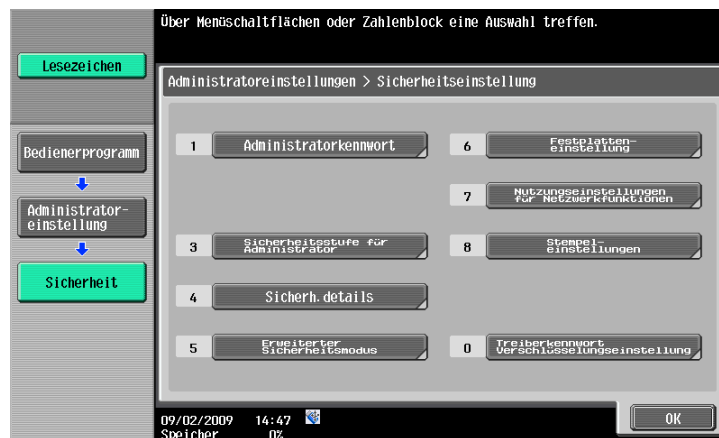 Über Menüschaltflächen oder Zahlenblock eine Auswahl treffen.
Lesezeichen
Administratoreinstellungen > Sicherheitseinstellung
Bedienerprogramm
Administrator-
einstellung
Sicherheit
1 Administratorkennwort
3 Sicherheitsstufe für
Administrator
4 Sicherh.details
5 Erweiterter
Sicherheitsmodus
6 Festplatten-
einstellung
7 Nutzungseinstellungen
für Netzwerkfunktionen
8 Stempel-
einstellungen
0 Treiberkennwort
Verschlüsselungseinstellung
09/02/2009 14:47
Speicher 0%
OK